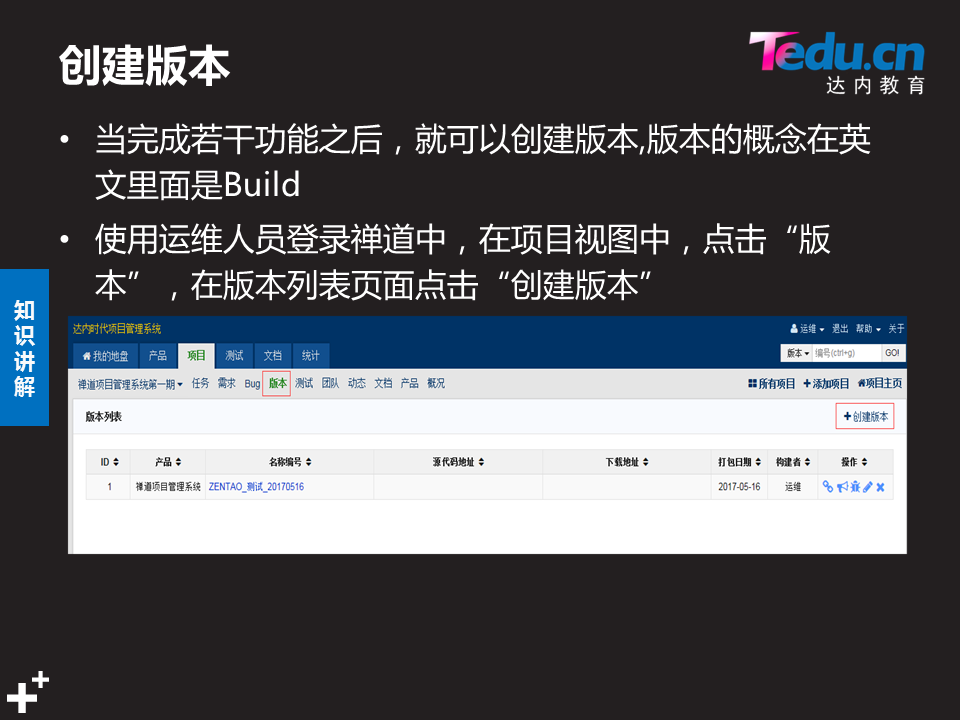 创建版本
Tedu.cn
达内教育
• 当完成若干功能之后，就可以创建版本,版本的概念在英
文里面是Build
• 使用运维人员登录禅道中，在项目视图中，点击“版
本”，在版本列表页面点击“创建版本”
知识讲解
达内时代项目管理系统 运维 退出 帮助 关于
我的地盘 产品 项目 测试 文档 统计 版本 编号(ctrl+g) GO!
禅道项目管理系统第一期 任务 需求 Bug 版本 测试 团队 动态 文档 产品 概况 所有项目 添加项目 项目主页
版本列表 创建版本
ID 产品 名称编号 源代码地址 下载地址 打包日期 构建者 操作
1 禅道项目管理系统 ZENTAO_测试_20170516 2017-05-16 运维